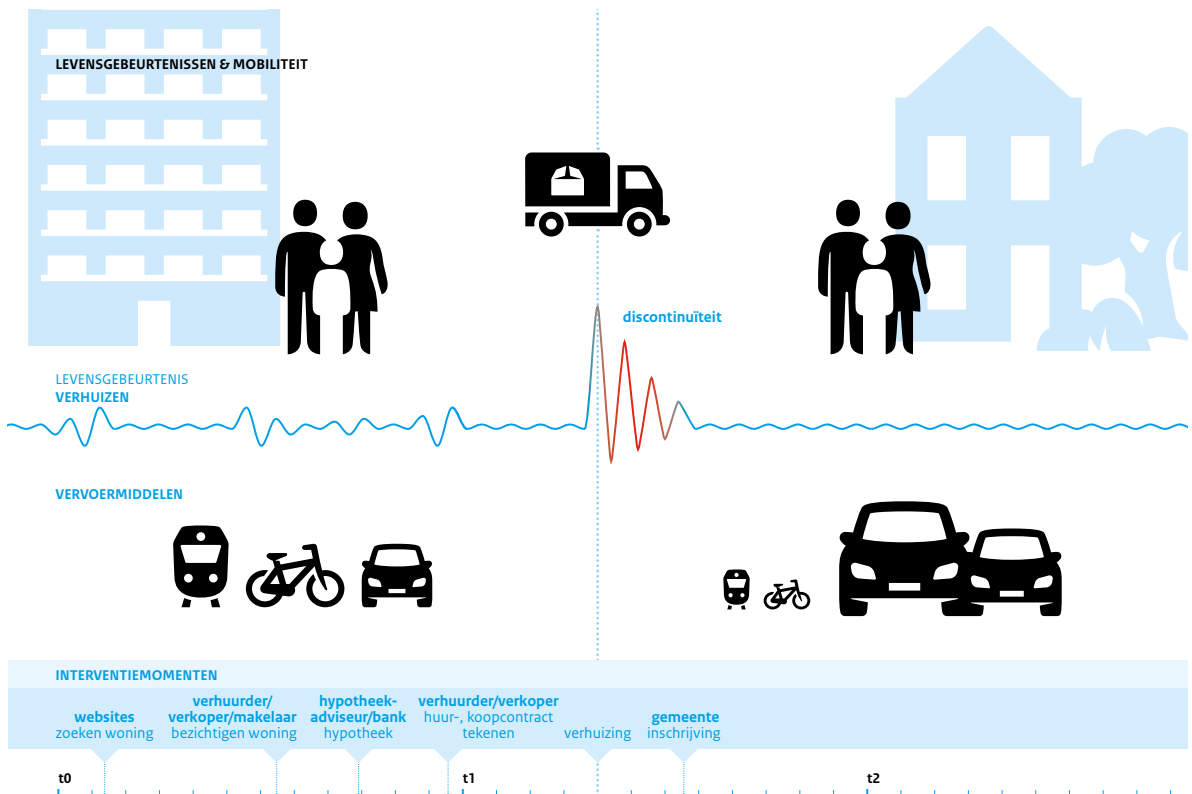 LEVENSGEBEURTENISSEN & MOBILITEIT
discontinuïteit
LEVENSGEBEURTENIS
VERHUIZEN
VERVOERMIDDELEN
INTERVENTIEMOMENTEN
websites
zoeken woning
verhuurder/
verkoper/makelaar
bezichtigen woning
hypotheek-
adviseur/bank
hypotheek
verhuurder/verkoper
huur-, koopcontract
tekenen
verhuizing
gemeente
inschrijving
t0
t1
t2